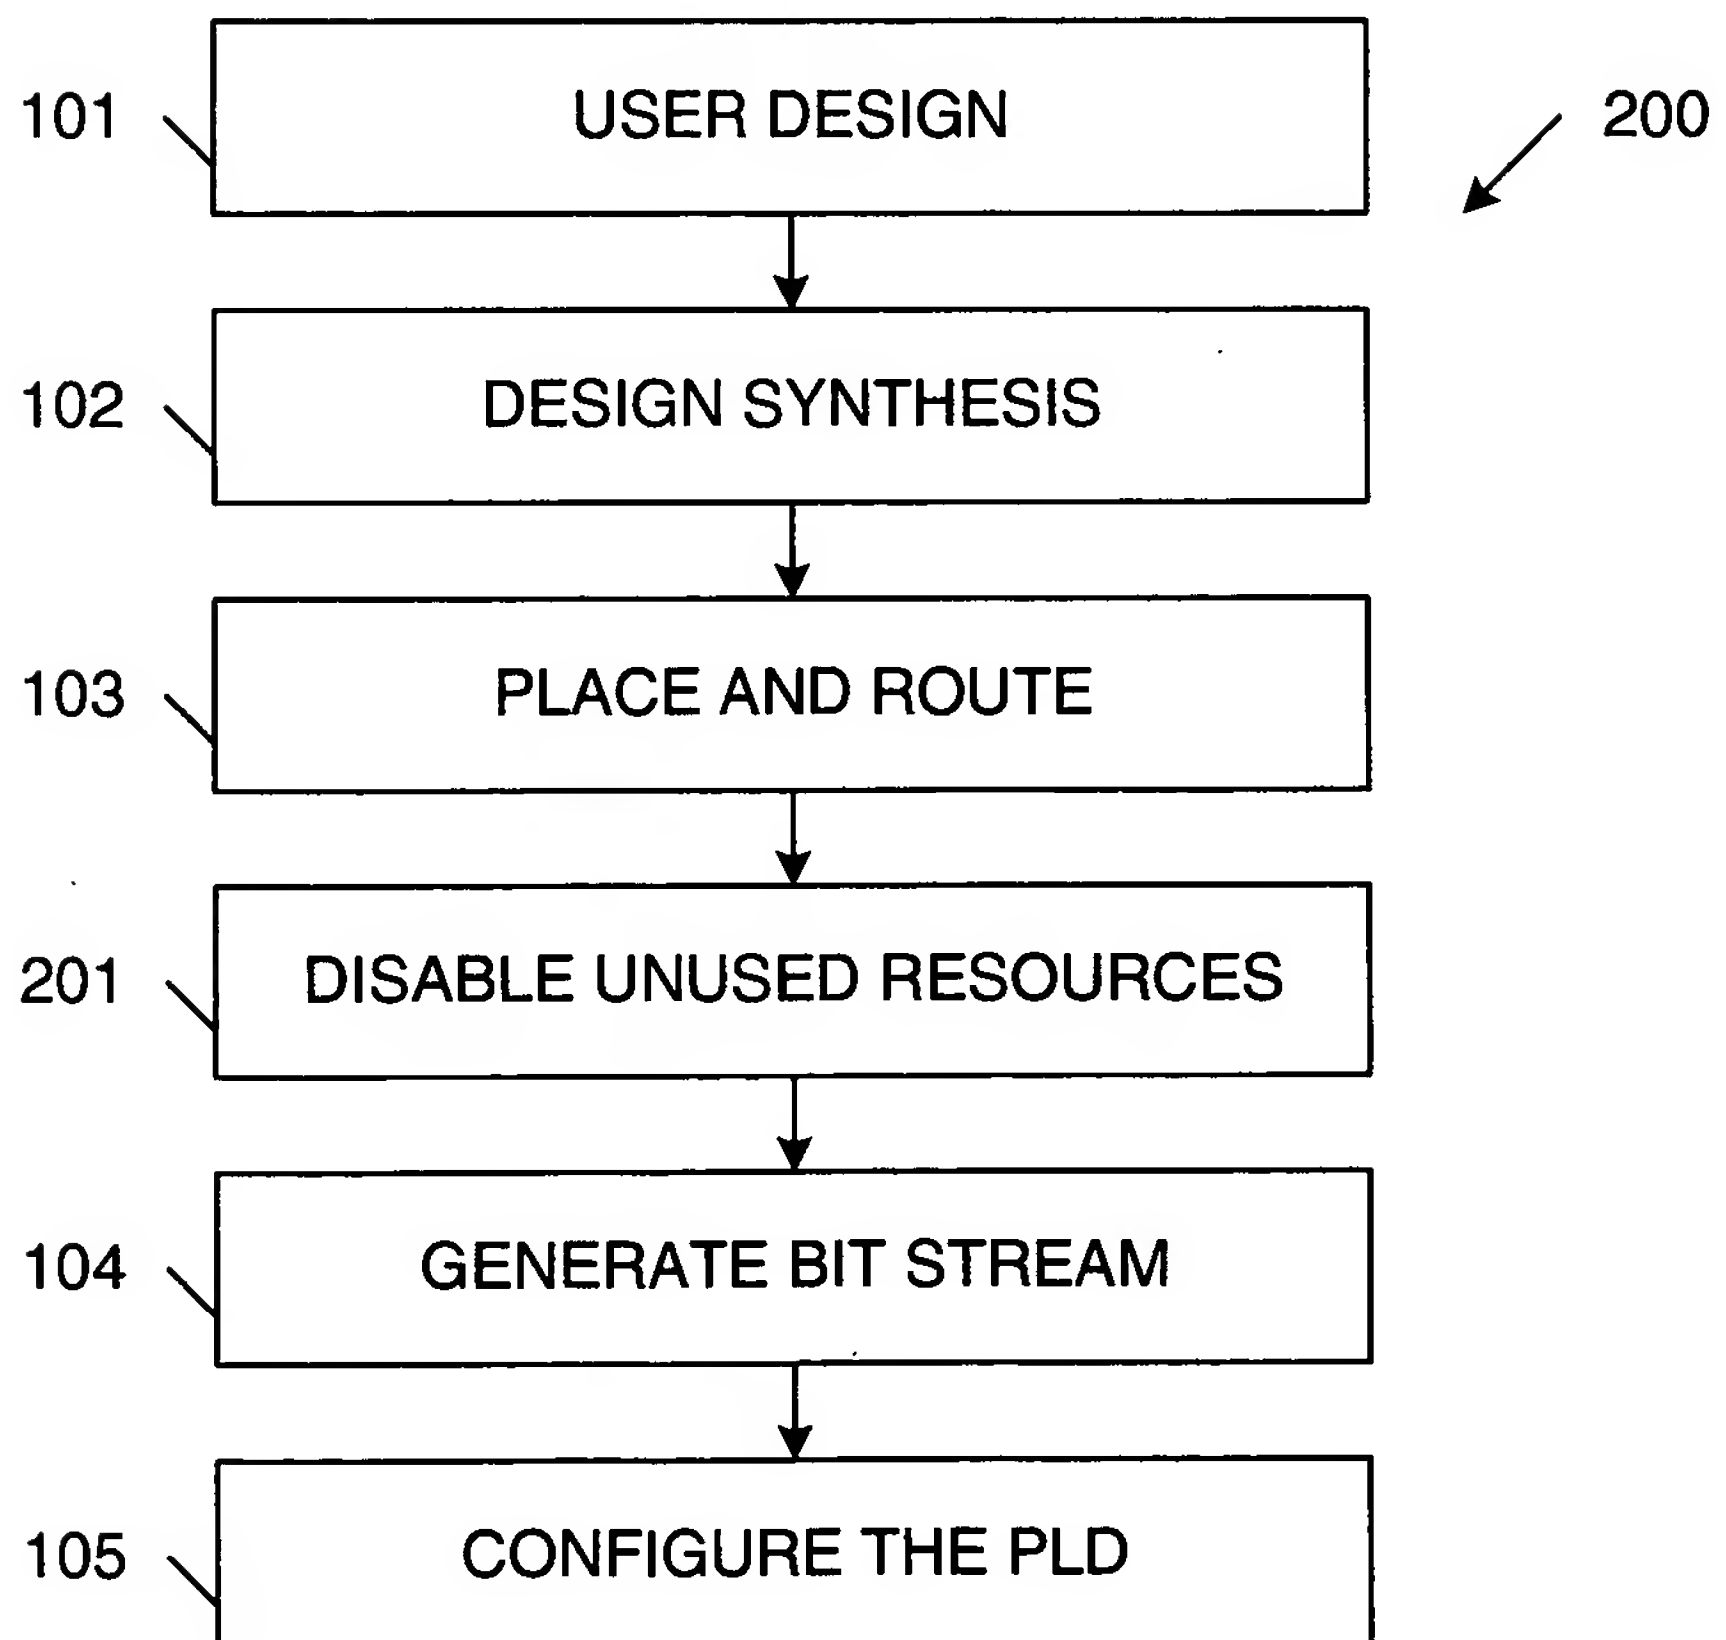 101
USER DESIGN
200
102
DESIGN SYNTHESIS
103
PLACE AND ROUTE
201
DISABLE UNUSED RESOURCES
104
GENERATE BIT STREAM
105
CONFIGURE THE PLD